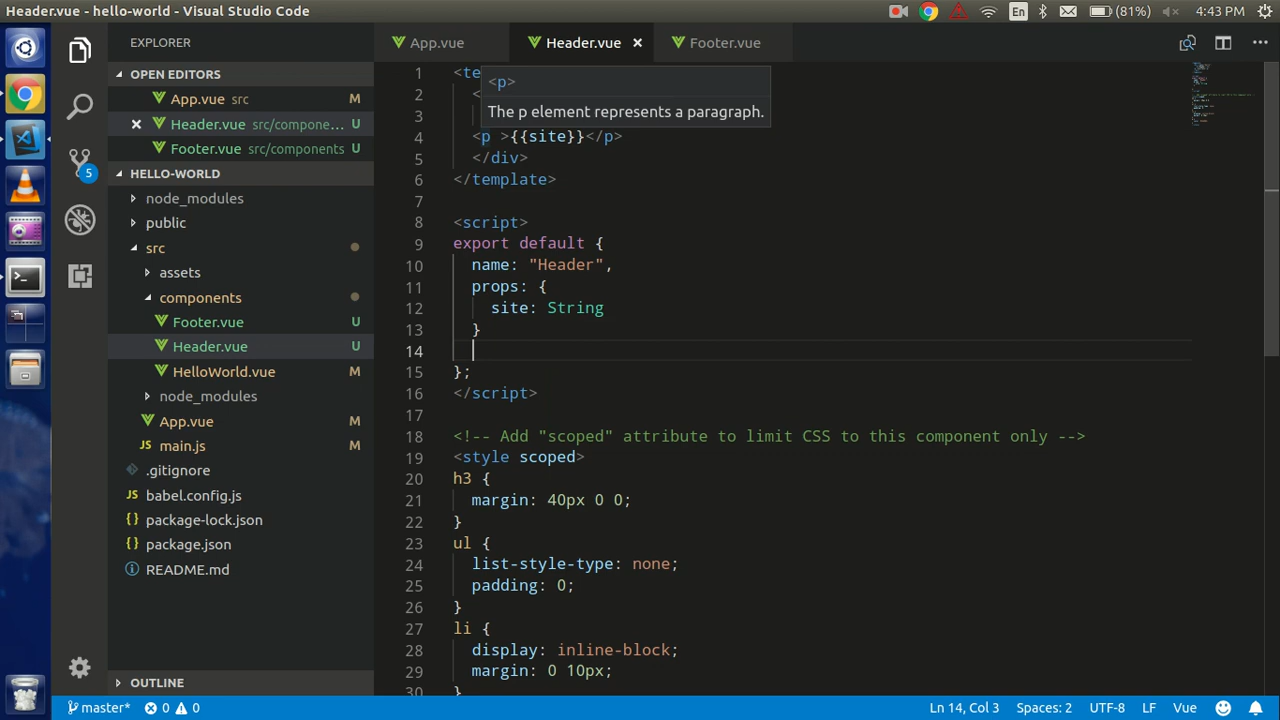 Header.vue - hello-world - Visual Studio Code
En
(81%)
4:43 PM
EXPLORER
OPEN EDITORS
App.vue src M
Header.vue src/compone... U
Footer.vue src/components U
HELLO-WORLD
node_modules
public
src
assets
components
Footer.vue U
Header.vue U
HelloWorld.vue M
node_modules
App.vue M
JS main.js M
.gitignore
JS babel.config.js
{} package-lock.json
{} package.json
README.md
OUTLINE
5
App.vue
Header.vue
Footer.vue
<p>
The p element represents a paragraph.
1 <te
2 <
3
4 <p >{{site}}</p>
5 </div>
6 </template>
7
8 <script>
9 export default {
10 name: "Header",
11 props: {
12 site: String
13 }
14
15 };
16 </script>
17
18 <!-- Add "scoped" attribute to limit CSS to this component only -->
19 <style scoped>
20 h3 {
21 margin: 40px 0 0;
22 }
23 ul {
24 list-style-type: none;
25 padding: 0;
26 }
27 li {
28 display: inline-block;
29 margin: 0 10px;
30 }
master* 0 0
Ln 14, Col 3 Spaces: 2 UTF-8 LF Vue